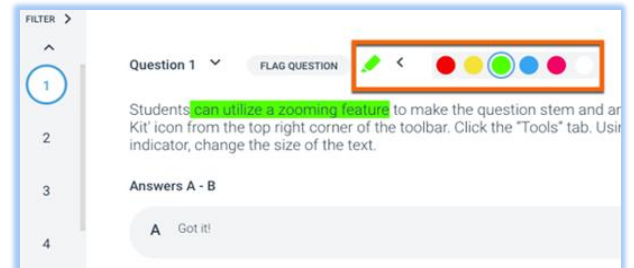 FILTER >
1
2
3
4
Question 1
FLAG QUESTION
Students can utilize a zooming feature to make the question stem and
Kit' icon from the top right corner of the toolbar. Click the "Tools" tab.
indicator, change the size of the text.
Answers A - B
A Got it!